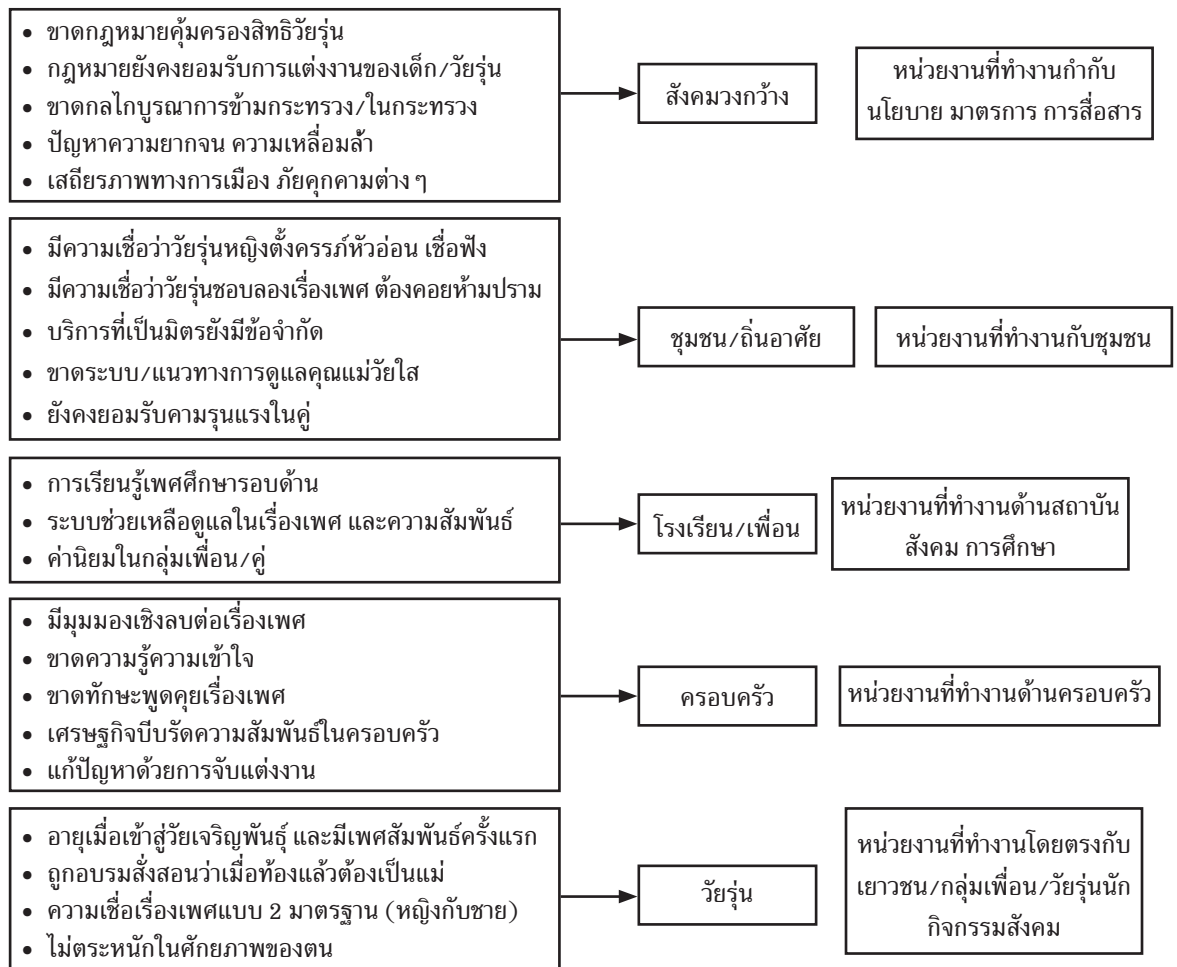 • ขาดกฎหมายคุ้มครองสิทธิวัยรุ่น
• กฎหมายยังคงยอมรับการแต่งงานของเด็ก/วัยรุ่น
• ขาดกลไกบูรณาการข้ามกระทรวง/ในกระทรวง
• ปัญหาความยากจน ความเหลื่อมล้ำ
• เสถียรภาพทางการเมือง ภัยคุกคามต่าง ๆ
สังคมวงกว้าง
หน่วยงานที่ทำงานกำกับ
นโยบาย มาตรการ การสื่อสาร
• มีความเชื่อว่าวัยรุ่นหญิงตั้งครรภ์หัวอ่อน เชื่อฟัง
• มีความเชื่อว่าวัยรุ่นชอบลองเรื่องเพศ ต้องคอยห้ามปราม
• บริการที่เป็นมิตรยังมีข้อจำกัด
• ขาดระบบ/แนวทางการดูแลคุณแม่วัยใส
• ยังคงยอมรับคามรุนแรงในคู่
ชุมชน/ถิ่นอาศัย
หน่วยงานที่ทำงานกับชุมชน
• การเรียนรู้เพศศึกษารอบด้าน
• ระบบช่วยเหลือดูแลในเรื่องเพศ และความสัมพันธ์
• ค่านิยมในกลุ่มเพื่อน/คู่
โรงเรียน/เพื่อน
หน่วยงานที่ทำงานด้านสถาบัน
สังคม การศึกษา
• มีมุมมองเชิงลบต่อเรื่องเพศ
• ขาดความรู้ความเข้าใจ
• ขาดทักษะพูดคุยเรื่องเพศ
• เศรษฐกิจบีบรัดความสัมพันธ์ในครอบครัว
• แก้ปัญหาด้วยการจับแต่งงาน
ครอบครัว
หน่วยงานที่ทำงานด้านครอบครัว
• อายุเมื่อเข้าสู่วัยเจริญพันธุ์ และมีเพศสัมพันธ์ครั้งแรก
• ถูกอบรมสั่งสอนว่าเมื่อท้องแล้วต้องเป็นแม่
• ความเชื่อเรื่องเพศแบบ 2 มาตรฐาน (หญิงกับชาย)
• ไม่ตระหนักในศักยภาพของตน
วัยรุ่น
หน่วยงานที่ทำงานโดยตรงกับ
เยาวชน/กลุ่มเพื่อน/วัยรุ่นนัก
กิจกรรมสังคม